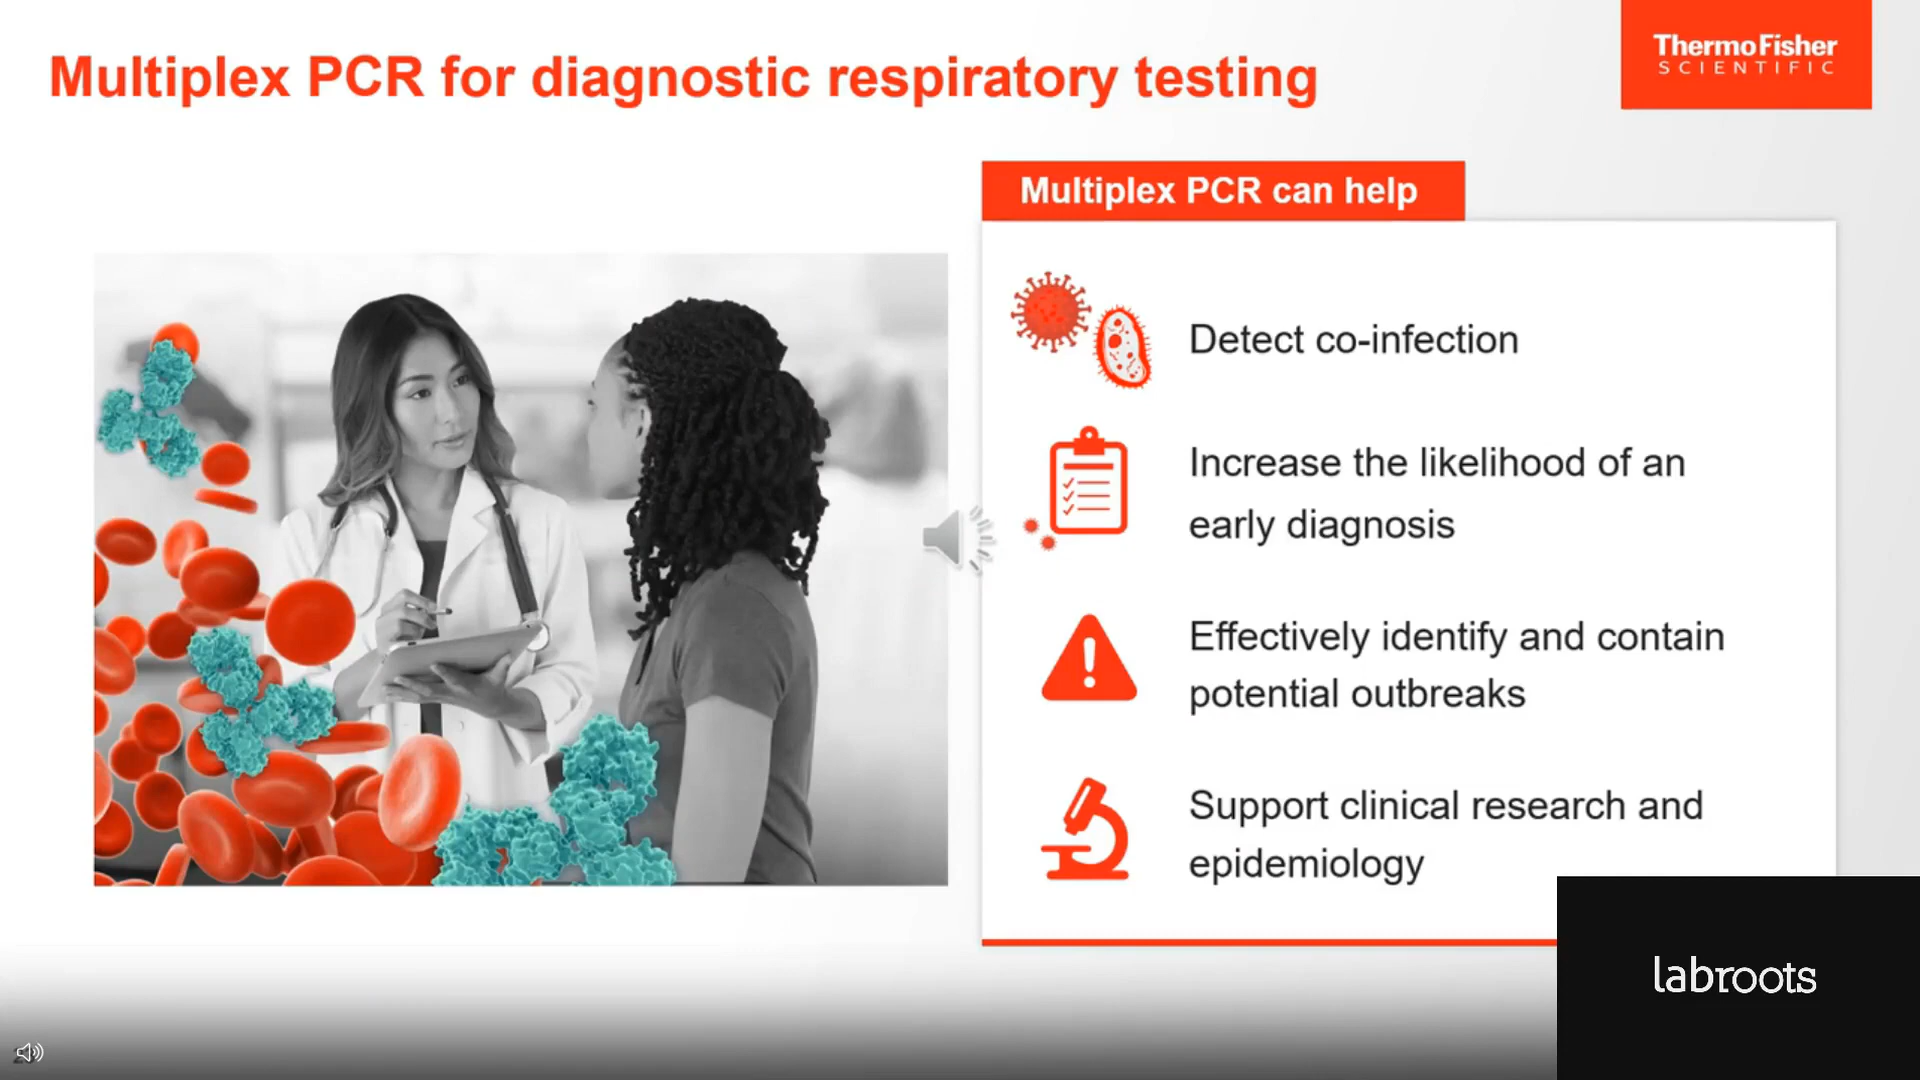 Multiplex PCR for diagnostic respiratory testing
ThermoFisher
SCIENTIFIC
Multiplex PCR can help
Detect co-infection
Increase the likelihood of an
early diagnosis
Effectively identify and contain
potential outbreaks
Support clinical research and
epidemiology
labroots